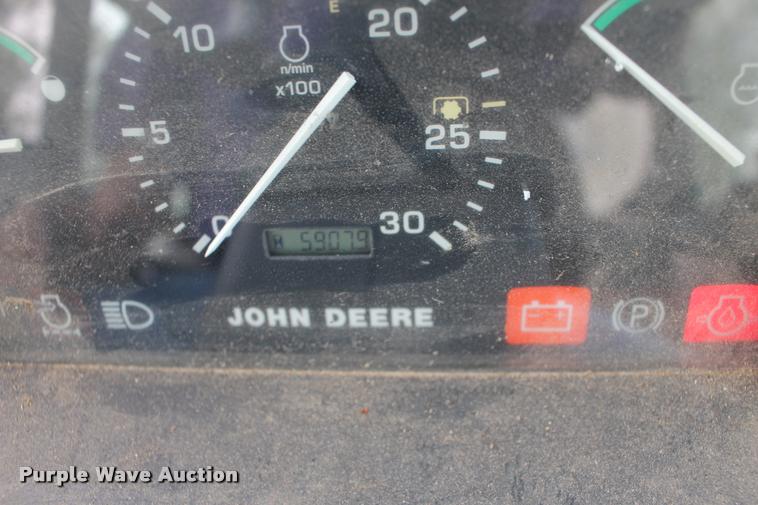 E
10
20
n/min
x100
5
25
0
30
H 5907.9
JOHN DEERE
P
Purple Wave Auction